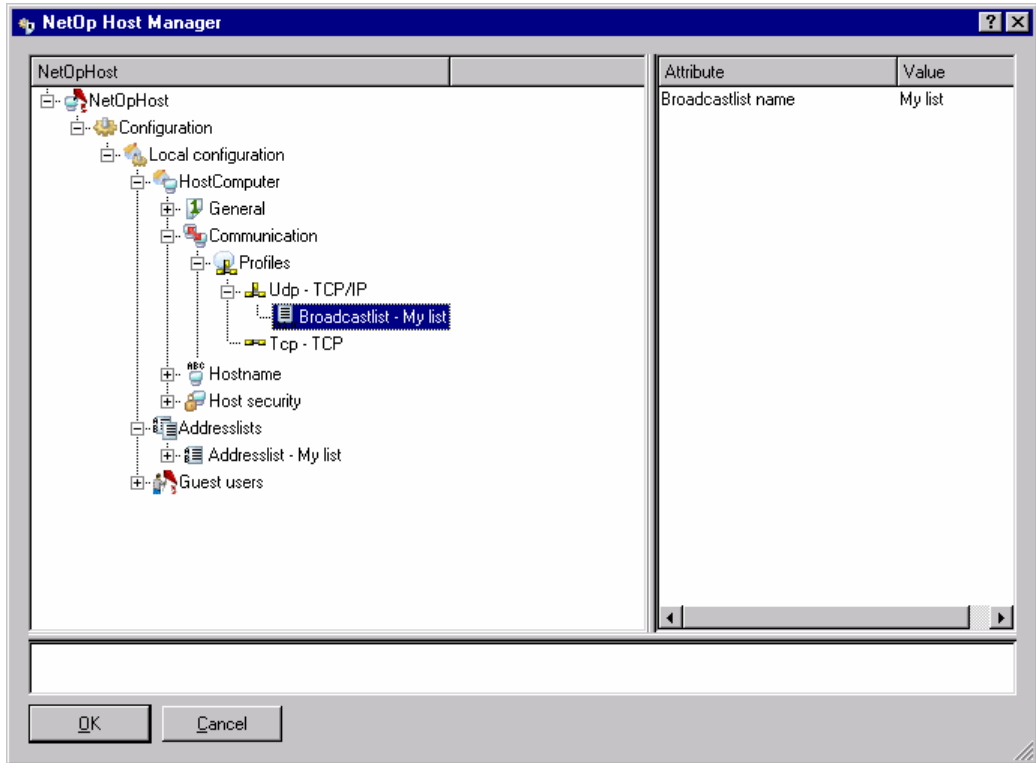 NetOp Host Manager
NetOpHost
Attribute Value
NetOpHost
Broadcastlist name My list
Configuration
Local configuration
HostComputer
General
Communication
Profiles
Udp - TCP/IP
Broadcastlist - My list
Tcp - TCP
ABC
Hostname
Host security
Addresslists
Addresslist - My list
Guest users
OK Cancel